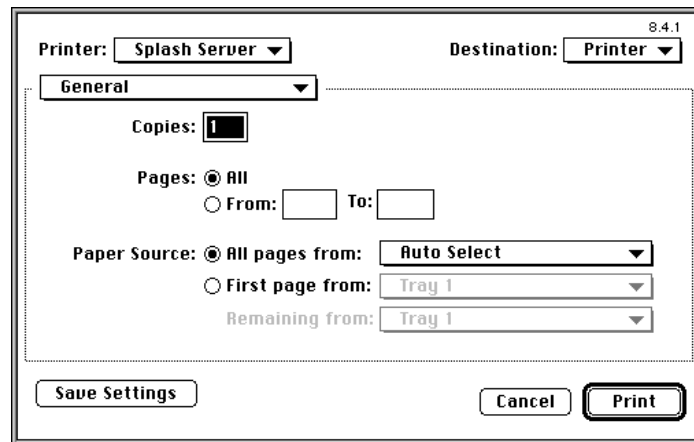 8.4.1
Printer: Splash Server Destination: Printer
General
Copies: 1
Pages: All
From: To:
Paper Source: All pages from: Auto Select
First page from: Tray 1
Remaining from: Tray 1
Save Settings Cancel Print